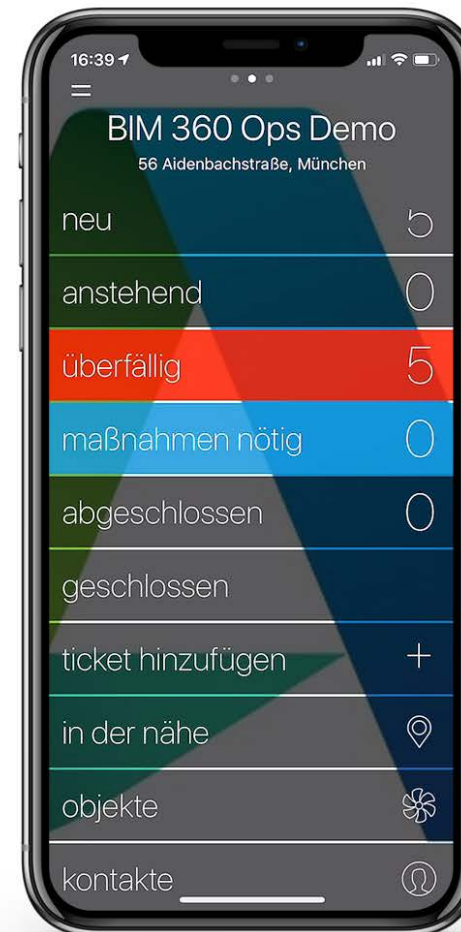 16:39
BIM 360 Ops Demo
56 Aidenbachstraße, München
neu
anstehend 0
überfällig 5
maßnahmen nötig 0
abgeschlossen 0
geschlossen
ticket hinzufügen +
in der nähe
objekte
kontakte